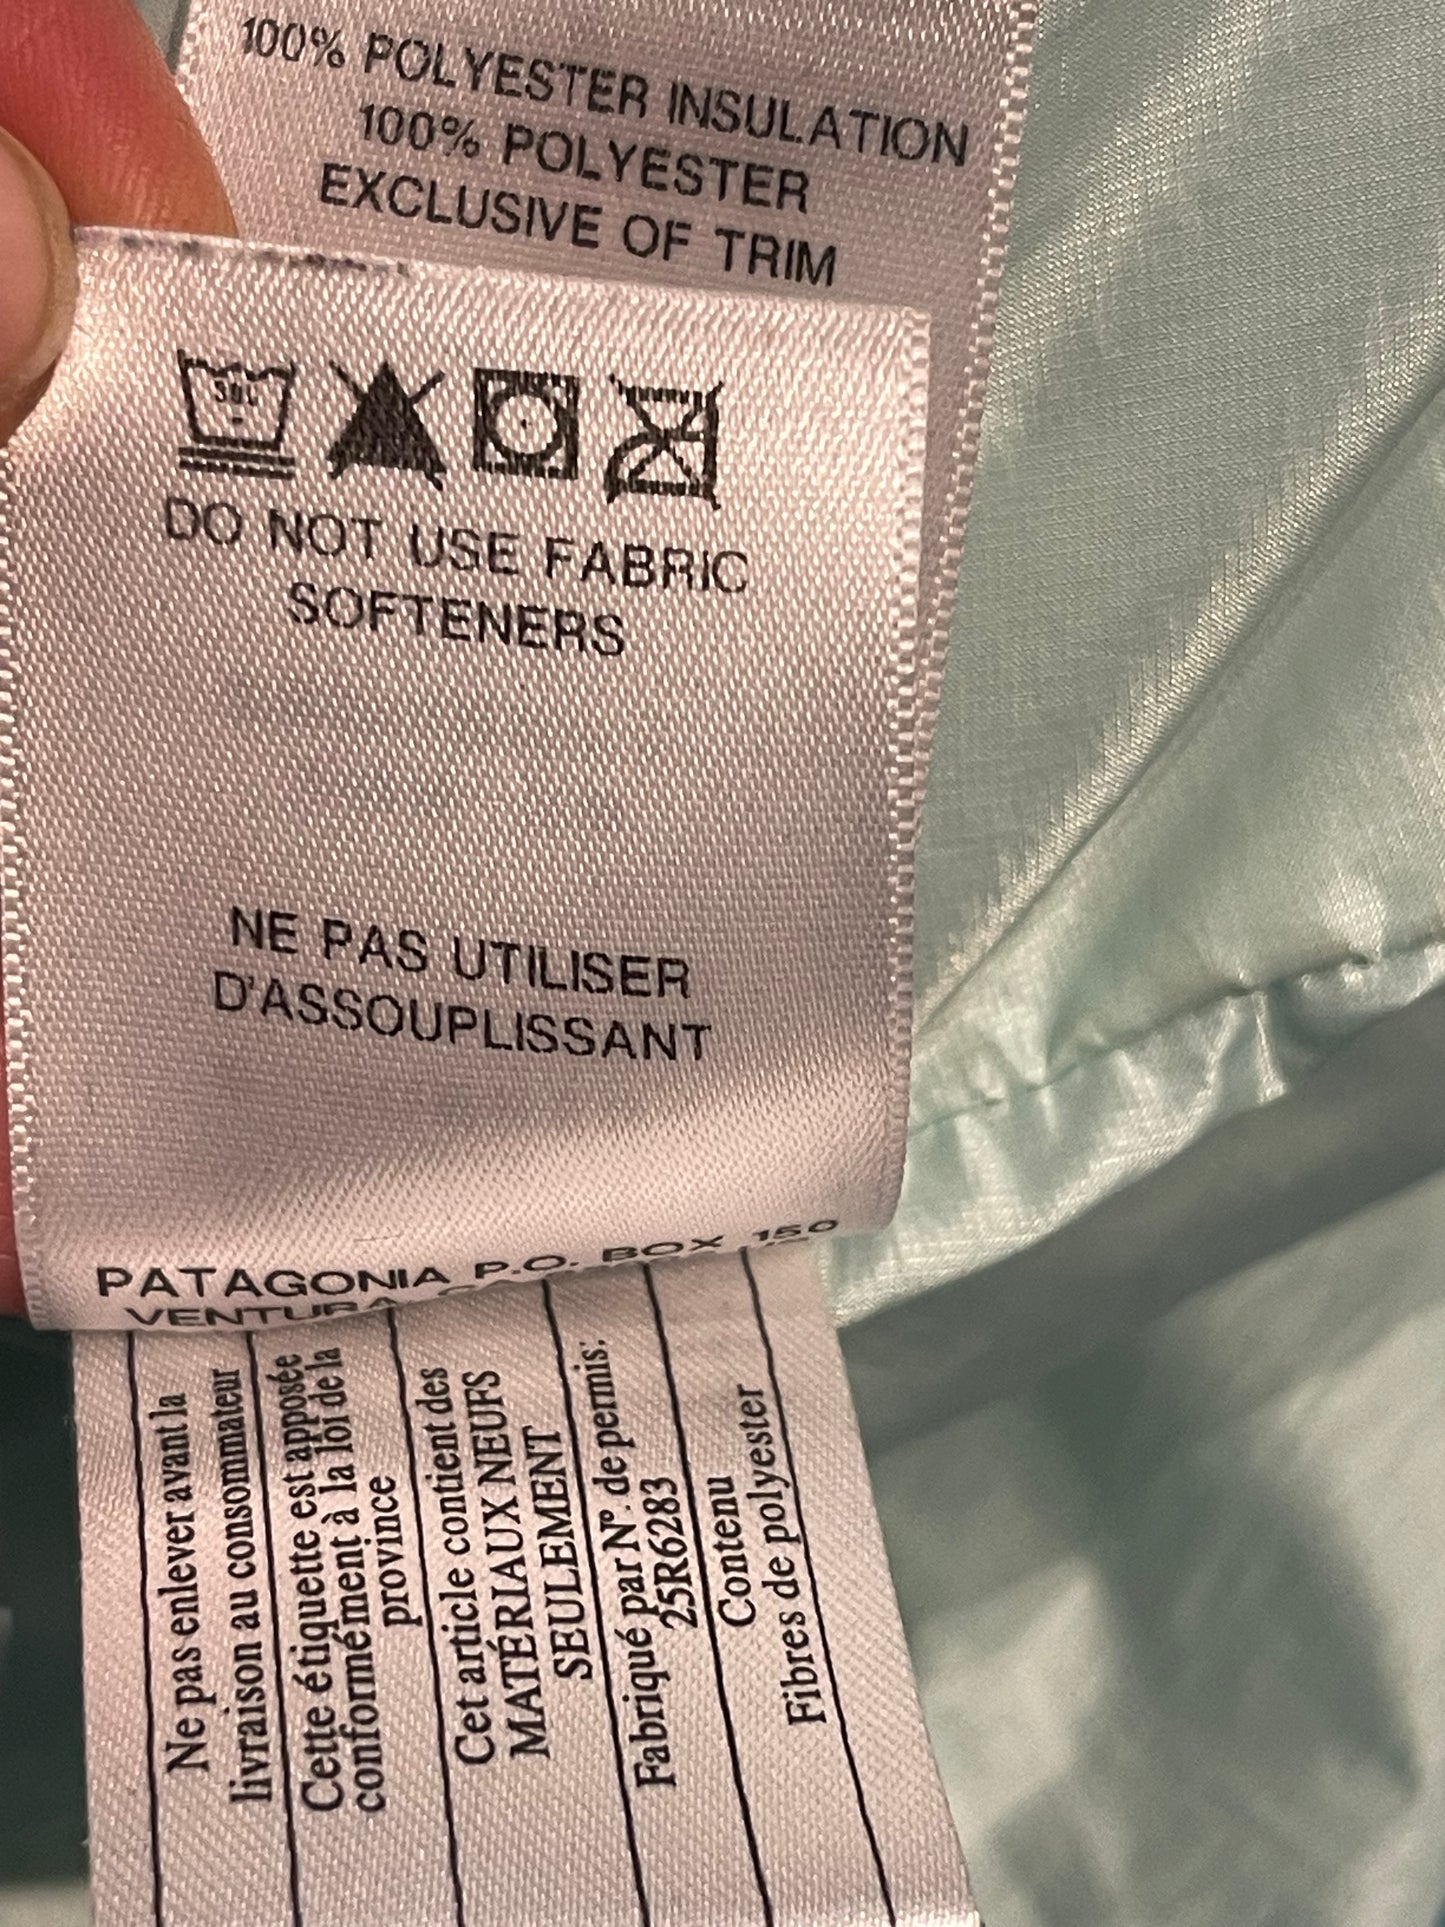 100% POLYESTER INSULATION
100% POLYESTER
EXCLUSIVE OF TRIM
DO NOT USE FABRIC
SOFTENERS
NE PAS UTILISER
D'ASSOUPLISSANT
PATAGONIA P.O. BOX 150
VENTURA
Ne pas enlever avant la
livraison au consommateur
Cette étiquette est apposée
conformément à la loi de la
province
Cet article contient des
MATÉRIAUX NEUFS
SEULEMENT
Fabriqué par Nº. de permis:
25R6283
Contenu
Fibres de polyester